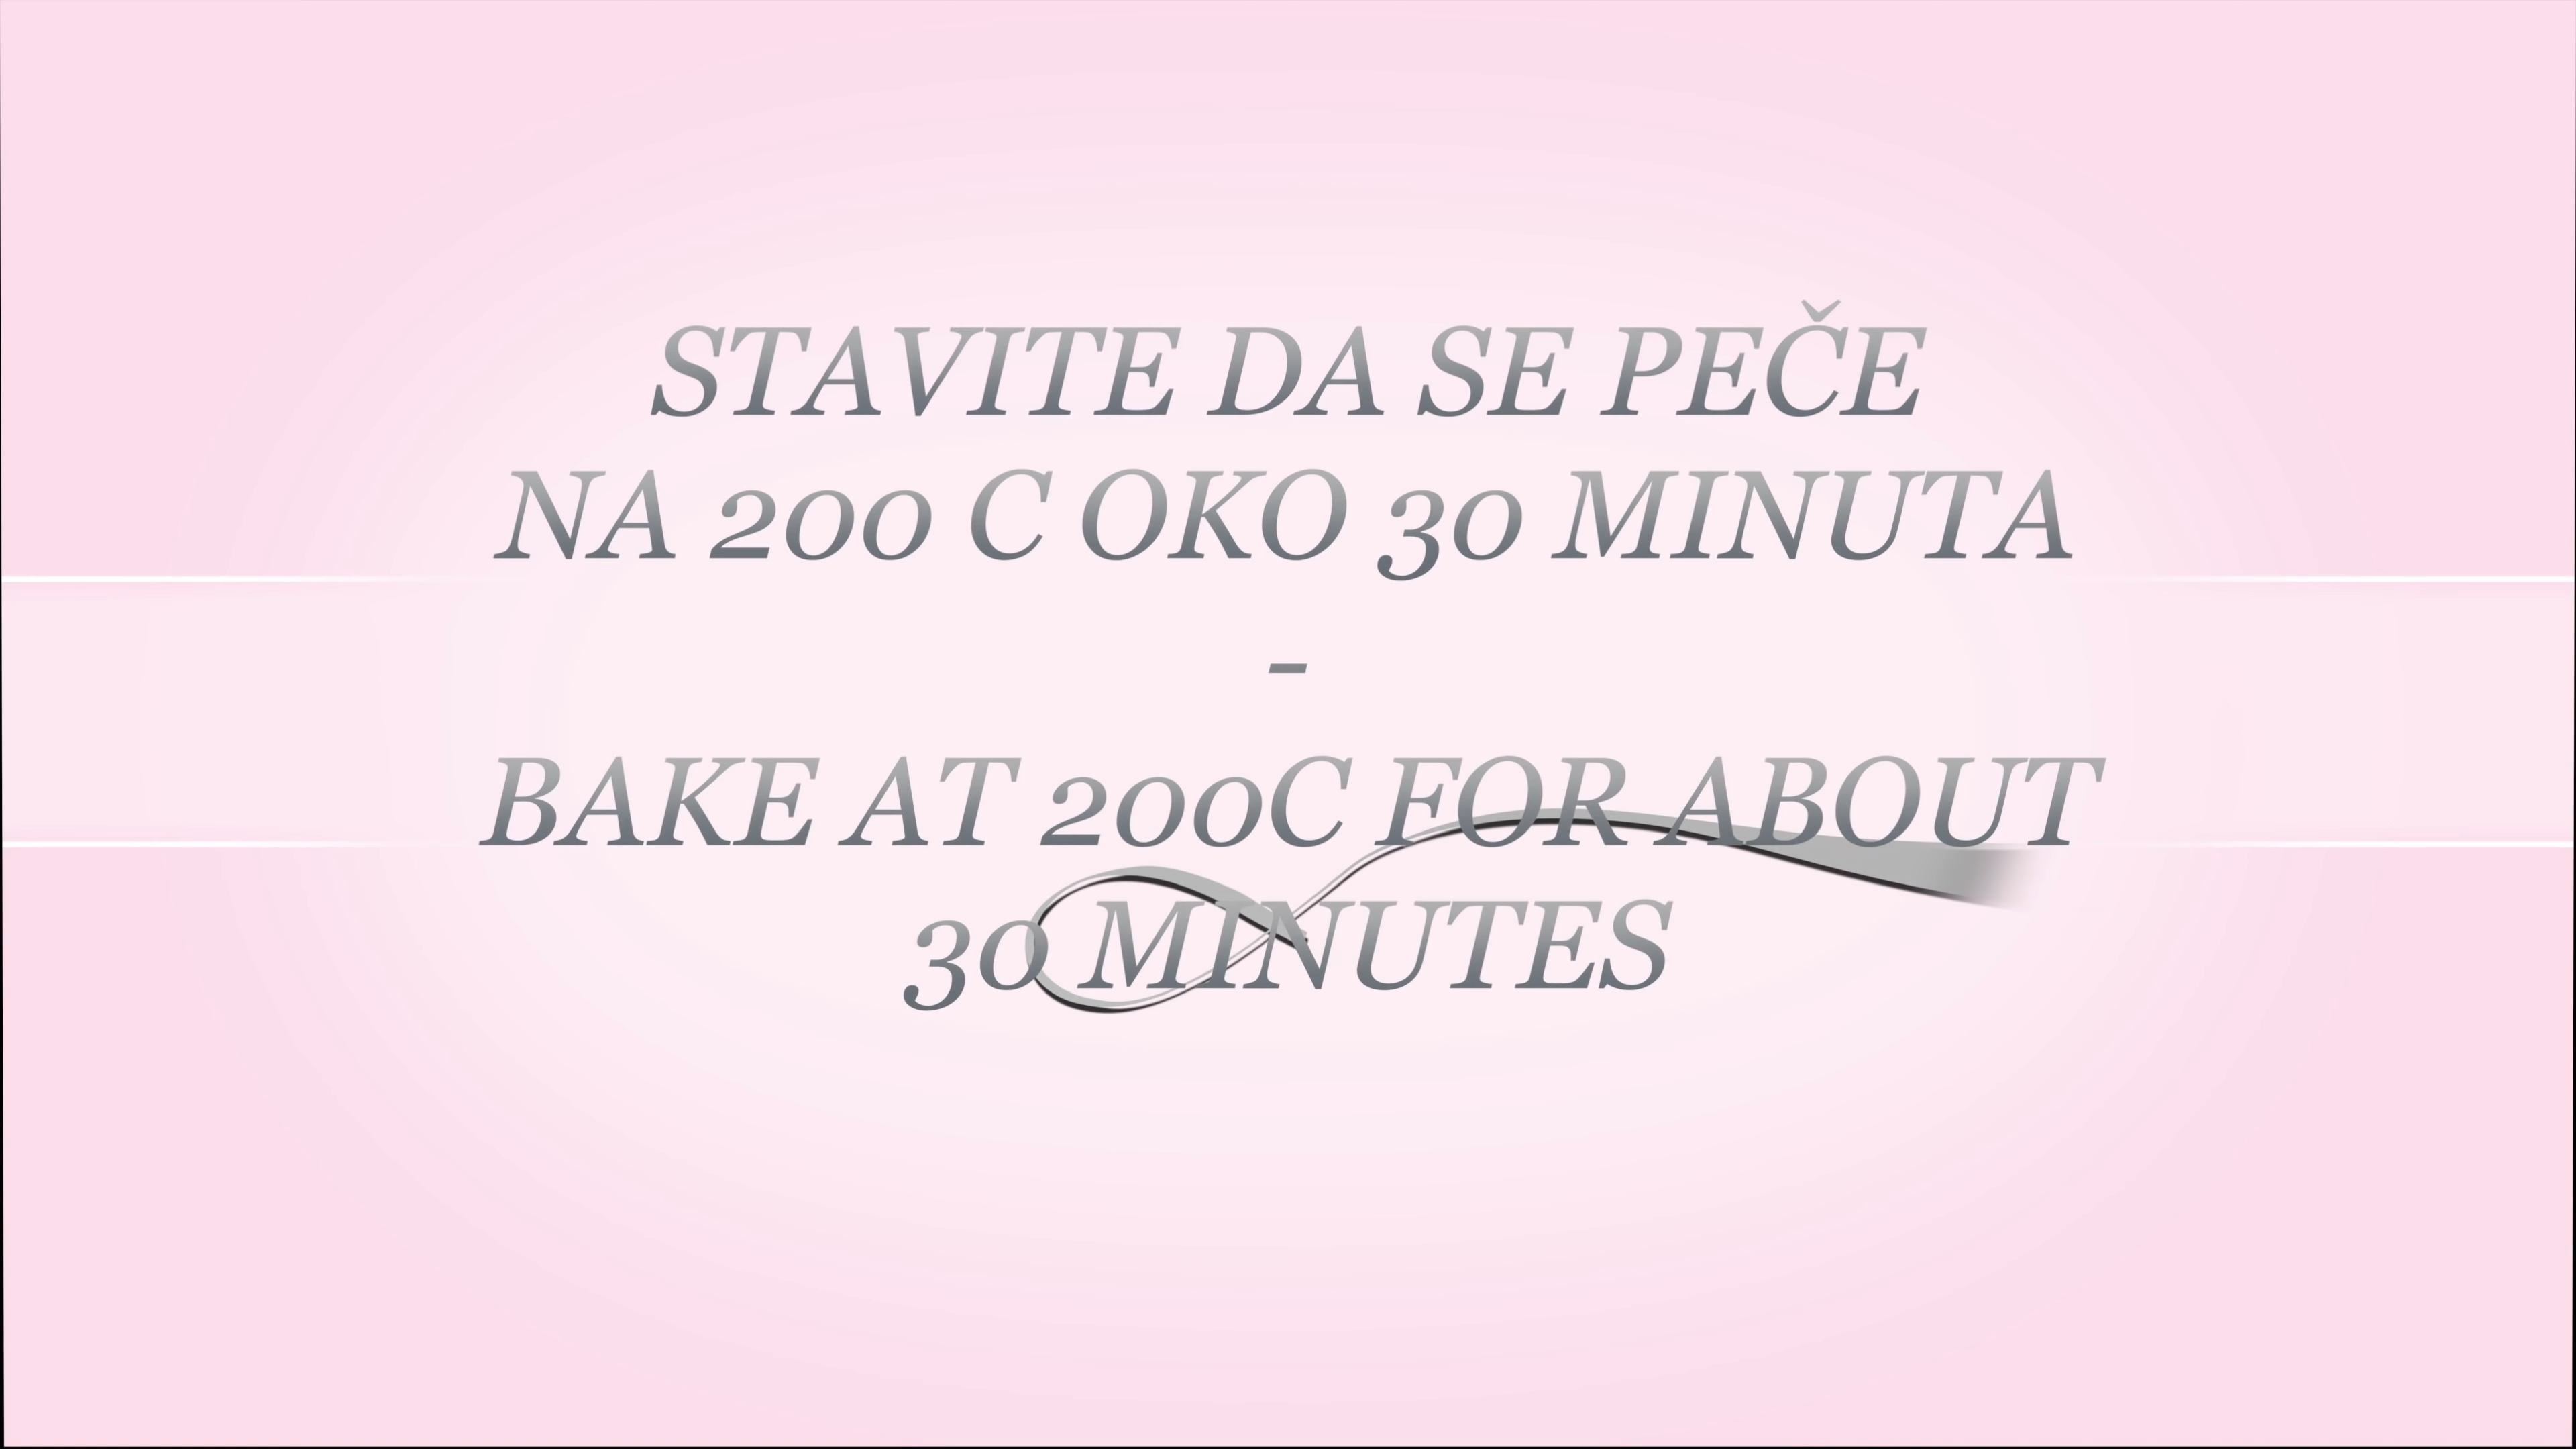 STAVITE DA SE PEČE
NA 200 C OKO 30 MINUTA
-
BAKE AT 200C FOR ABOUT
30 MINUTES